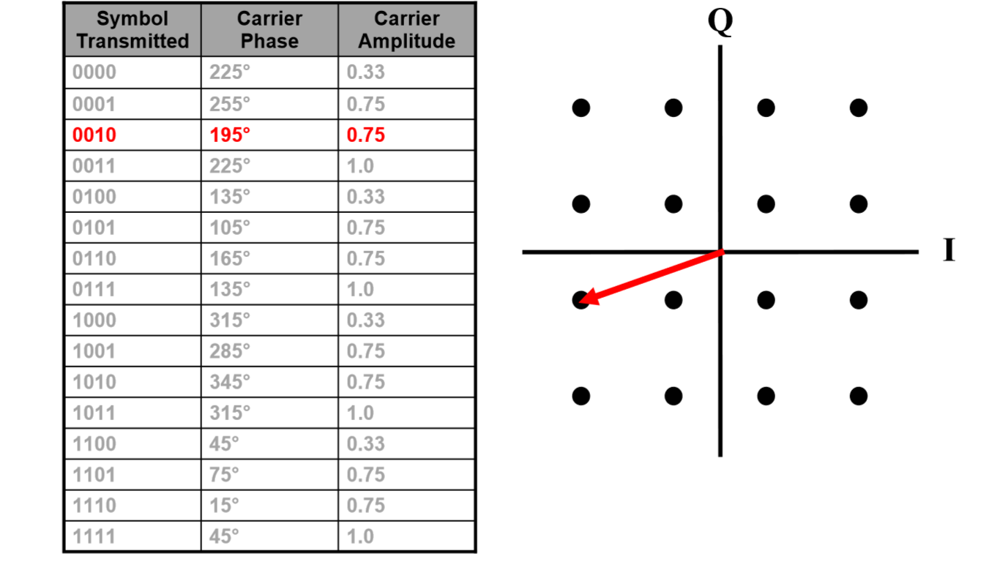 Symbol Transmitted Carrier Phase Carrier Amplitude
0000 225° 0.33
0001 255° 0.75
0010 195° 0.75
0011 225° 1.0
0100 135° 0.33
0101 105° 0.75
0110 165° 0.75
0111 135° 1.0
1000 315° 0.33
1001 285° 0.75
1010 345° 0.75
1011 315° 1.0
1100 45° 0.33
1101 75° 0.75
1110 15° 0.75
1111 45° 1.0
Q
I